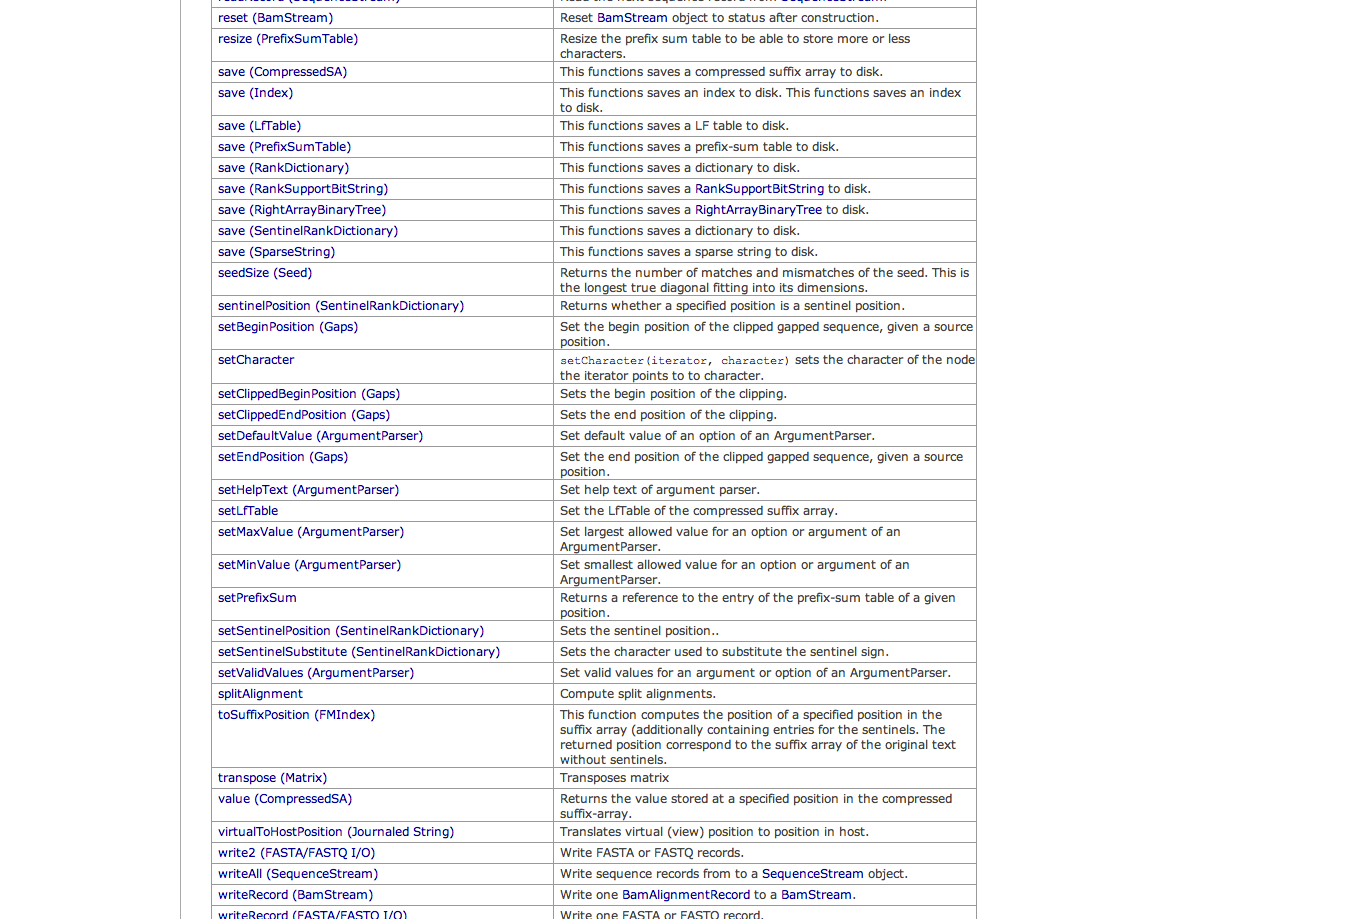 reset (BamStream) Reset BamStream object to status after construction.
resize (PrefixSumTable) Resize the prefix sum table to be able to store more or less
characters.
save (CompressedSA) This functions saves a compressed suffix array to disk.
save (Index) This functions saves an index to disk. This functions saves an index
to disk.
save (LfTable) This functions saves a LF table to disk.
save (PrefixSumTable) This functions saves a prefix-sum table to disk.
save (RankDictionary) This functions saves a dictionary to disk.
save (RankSupportBitString) This functions saves a RankSupportBitString to disk.
save (RightArrayBinaryTree) This functions saves a RightArrayBinaryTree to disk.
save (SentinelRankDictionary) This functions saves a dictionary to disk.
save (SparseString) This functions saves a sparse string to disk.
seedSize (Seed) Returns the number of matches and mismatches of the seed. This is
the longest true diagonal fitting into its dimensions.
sentinelPosition (SentinelRankDictionary) Returns whether a specified position is a sentinel position.
setBeginPosition (Gaps) Set the begin position of the clipped gapped sequence, given a source
position.
setCharacter setCharacter(iterator, character) sets the character of the node
the iterator points to to character.
setClippedBeginPosition (Gaps) Sets the begin position of the clipping.
setClippedEndPosition (Gaps) Sets the end position of the clipping.
setDefaultValue (ArgumentParser) Set default value of an option of an ArgumentParser.
setEndPosition (Gaps) Set the end position of the clipped gapped sequence, given a source
position.
setHelpText (ArgumentParser) Set help text of argument parser.
setLfTable Set the LfTable of the compressed suffix array.
setMaxValue (ArgumentParser) Set largest allowed value for an option or argument of an
ArgumentParser.
setMinValue (ArgumentParser) Set smallest allowed value for an option or argument of an
ArgumentParser.
setPrefixSum Returns a reference to the entry of the prefix-sum table of a given
position.
setSentinelPosition (SentinelRankDictionary) Sets the sentinel position..
setSentinelSubstitute (SentinelRankDictionary) Sets the character used to substitute the sentinel sign.
setValidValues (ArgumentParser) Set valid values for an argument or option of an ArgumentParser.
splitAlignment Compute split alignments.
toSuffixPosition (FMIndex) This function computes the position of a specified position in the
suffix array (additionally containing entries for the sentinels. The
returned position correspond to the suffix array of the original text
without sentinels.
transpose (Matrix) Transposes matrix
value (CompressedSA) Returns the value stored at a specified position in the compressed
suffix-array.
virtualToHostPosition (Journaled String) Translates virtual (view) position to position in host.
write2 (FASTA/FASTQ I/O) Write FASTA or FASTQ records.
writeAll (SequenceStream) Write sequence records from to a SequenceStream object.
writeRecord (BamStream) Write one BamAlignmentRecord to a BamStream.
writeRecord (FASTA/FASTQ I/O) Write one FASTA or FASTQ record.